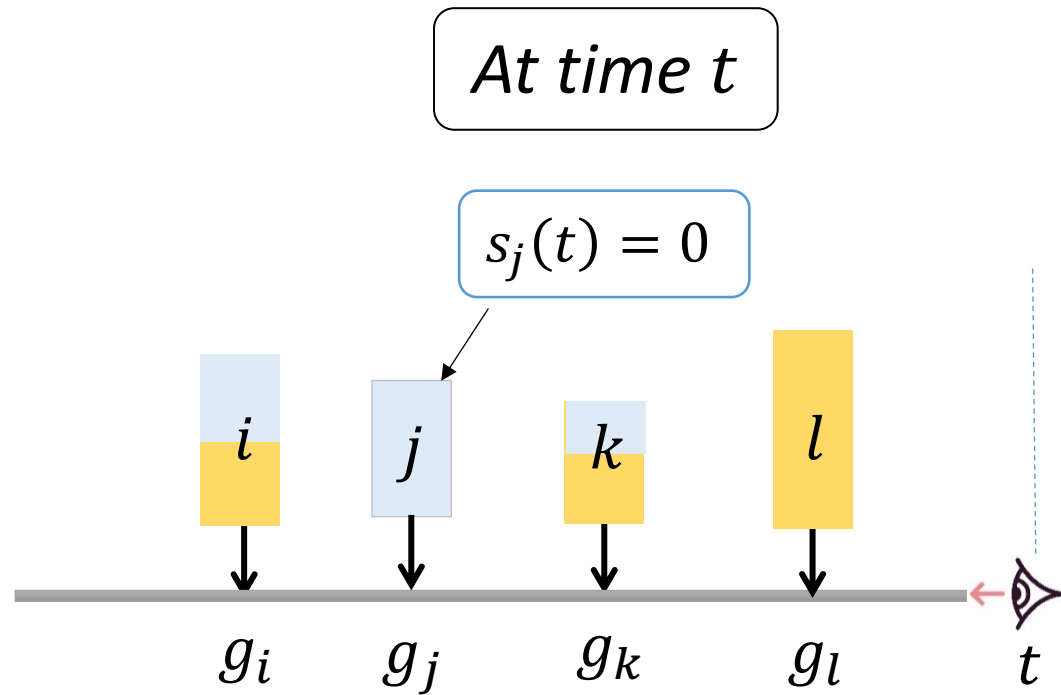 At time t
s_j(t) = 0
i j k l
g_i g_j g_k g_l t